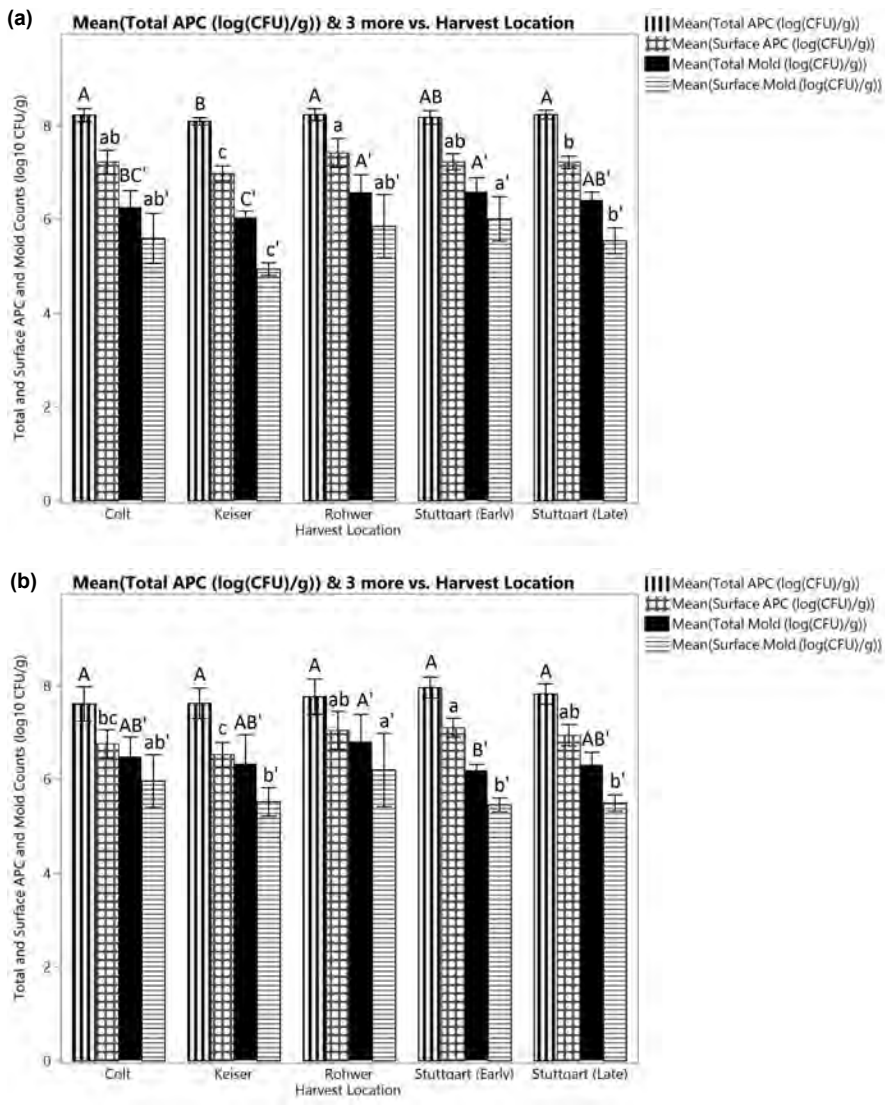 (a)
Mean(Total APC (log(CFU)/g)) & 3 more vs. Harvest Location
Mean(Total APC (log(CFU)/g))
Mean(Surface APC (log(CFU)/g))
Mean(Total Mold (log(CFU)/g))
Mean(Surface Mold (log(CFU)/g))
Total and Surface APC and Mold Counts (log10 CFU/g)
8
6
4
2
0
A ab BC' ab'
B c C' c'
A a A' ab'
AB ab A' a'
A b AB' b'
Colt Keiser Rohwer Stuttgart (Early) Stuttgart (Late)
Harvest Location
(b)
Mean(Total APC (log(CFU)/g)) & 3 more vs. Harvest Location
Mean(Total APC (log(CFU)/g))
Mean(Surface APC (log(CFU)/g))
Mean(Total Mold (log(CFU)/g))
Mean(Surface Mold (log(CFU)/g))
Total and Surface APC and Mold Counts (log10 CFU/g)
8
6
4
2
0
A bc AB' ab'
A c AB' b'
A ab A' a'
A a B' b'
A ab AB' b'
Colt Keiser Rohwer Stuttgart (Early) Stuttgart (Late)
Harvest Location